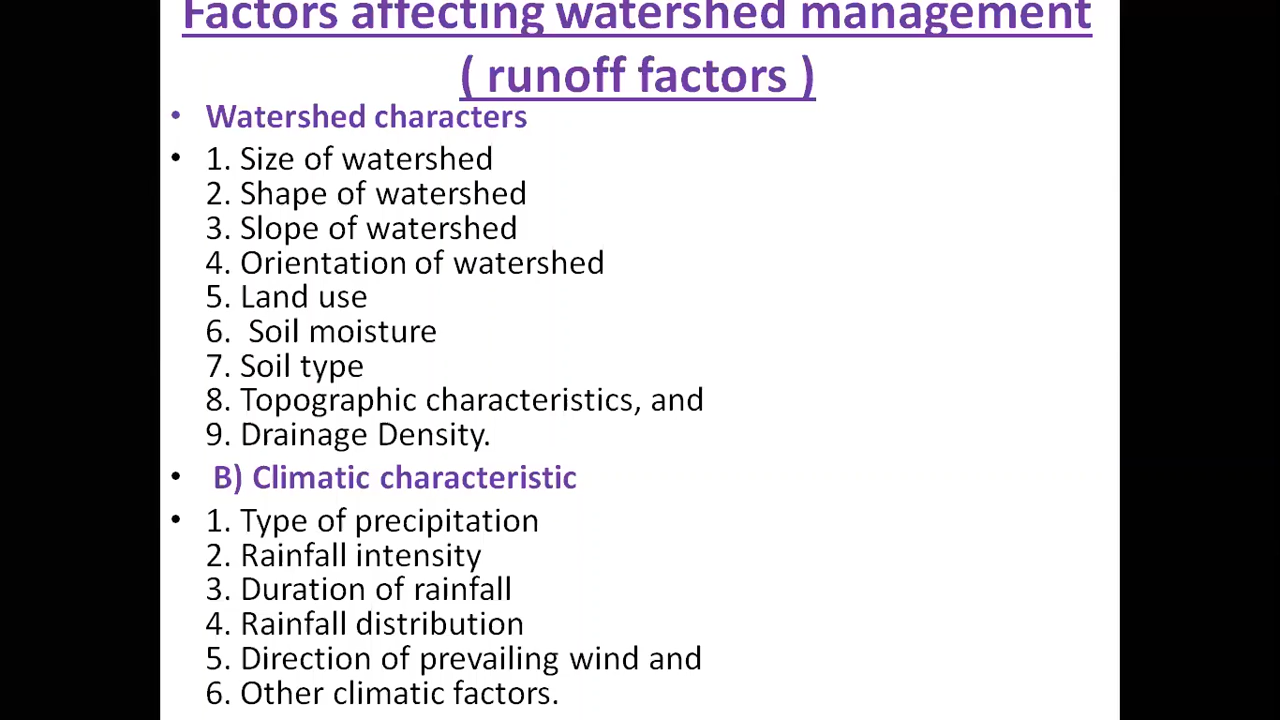 Factors affecting watershed management
( runoff factors )
• Watershed characters
• 1. Size of watershed
2. Shape of watershed
3. Slope of watershed
4. Orientation of watershed
5. Land use
6.  Soil moisture
7. Soil type
8. Topographic characteristics, and
9. Drainage Density.
• B) Climatic characteristic
• 1. Type of precipitation
2. Rainfall intensity
3. Duration of rainfall
4. Rainfall distribution
5. Direction of prevailing wind and
6. Other climatic factors.